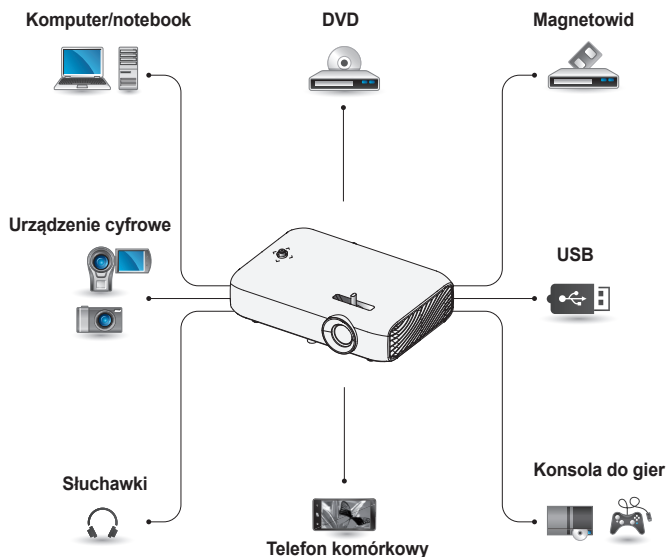 Komputer/notebook
DVD
Magnetowid
Urządzenie cyfrowe
USB
Słuchawki
Telefon komórkowy
Konsola do gier